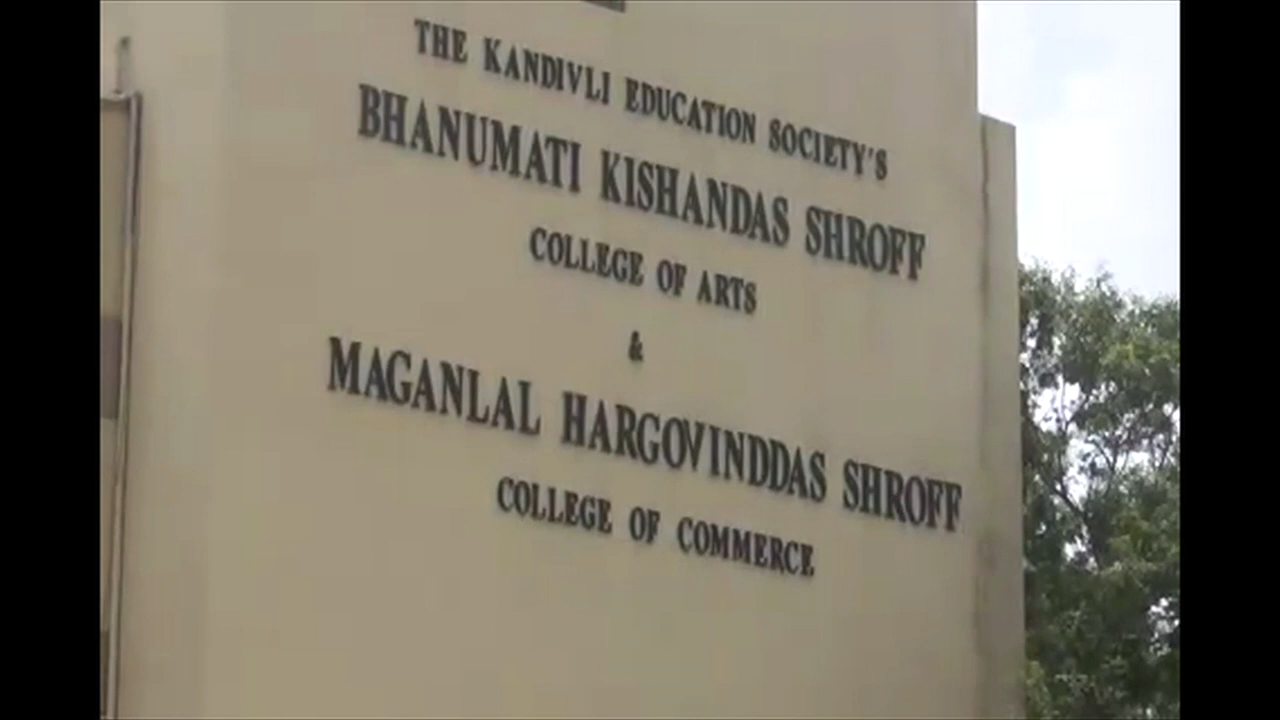 THE KANDIVLI EDUCATION SOCIETY'S
BHANUMATI KISHANDAS SHROFF
COLLEGE OF ARTS
&
MAGANLAL HARGOVINDDAS SHROFF
COLLEGE OF COMMERCE